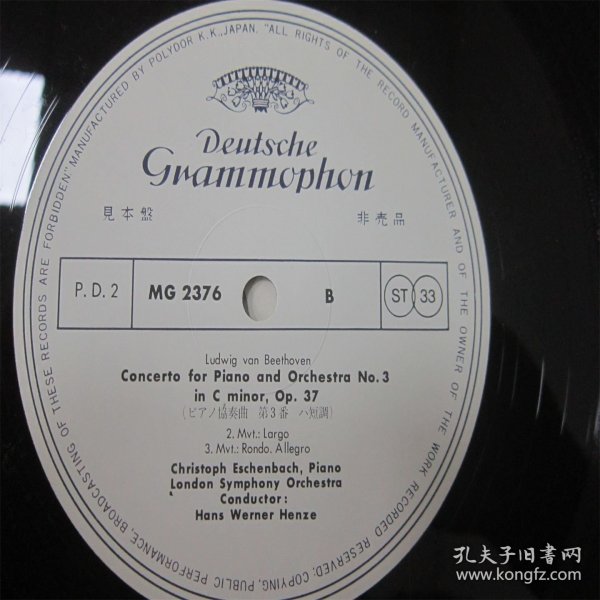 MANUFACTURED BY POLYDOR K.K., JAPAN. "ALL RIGHTS OF THE RECORD MANUFACTURER AND OF THE OWNER OF THE WORK RECORDED RESERVED: COPYING, PUBLIC PERFORMANCE, BROADCASTING OF THESE RECORDS ARE FORBIDDEN"
Deutsche
Grammophon
見本盤 非売品
P.D.2 MG 2376 B ST 33
Ludwig van Beethoven
Concerto for Piano and Orchestra No.3
in C minor, Op. 37
(ピアノ協奏曲 第3番 ハ短調)
2. Mvt.: Largo
3. Mvt.: Rondo. Allegro
Christoph Eschenbach, Piano
London Symphony Orchestra
Conductor:
Hans Werner Henze
孔夫子旧书网
www.kongfz.com